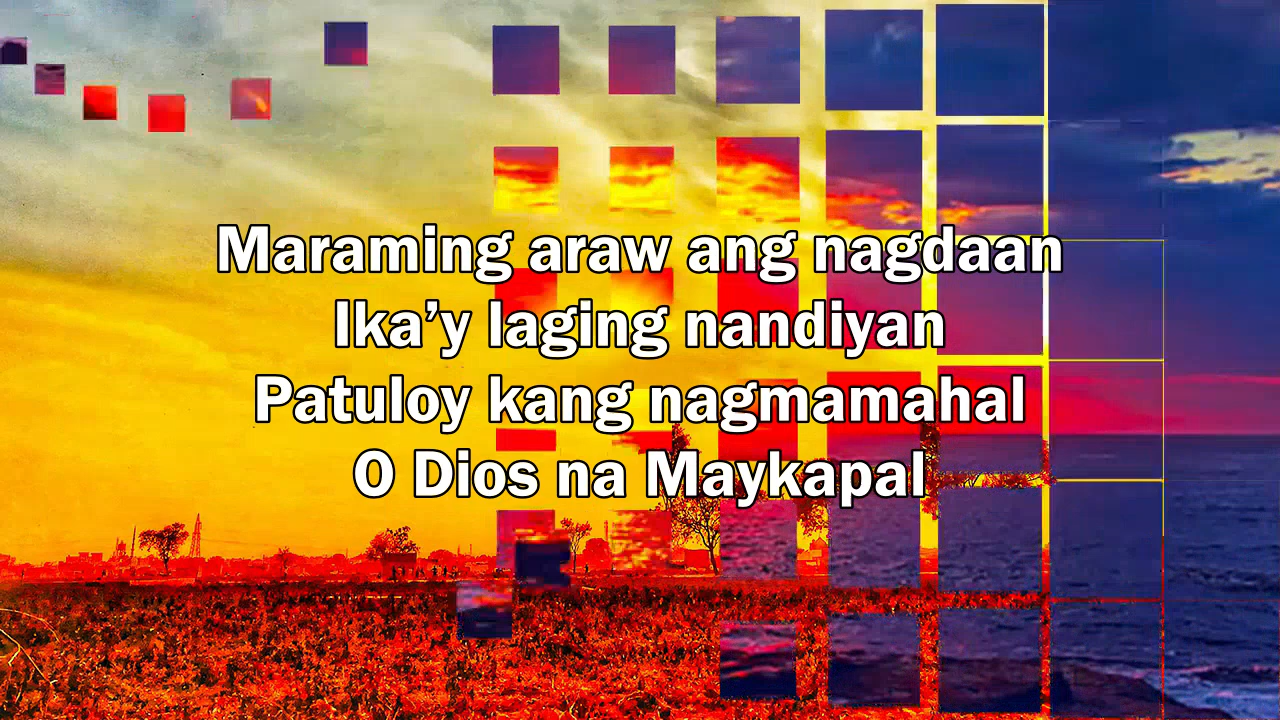 Maraming araw ang nagdaan
Ika’y laging nandiyan
Patuloy kang nagmamahal
O Dios na Maykapal